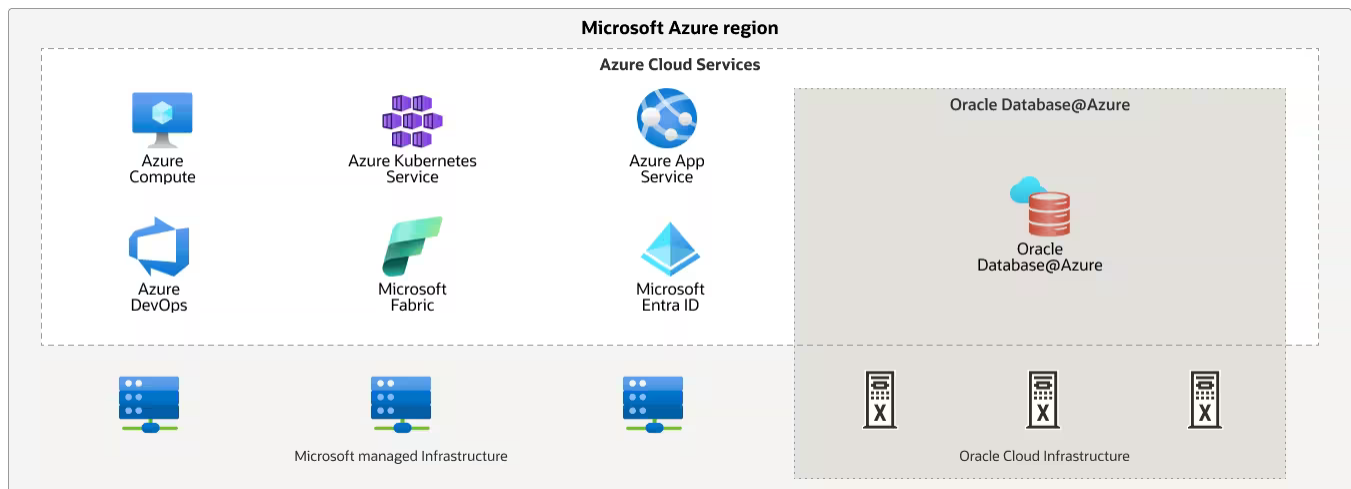 Microsoft Azure region
Azure Cloud Services
Azure
Compute
Azure Kubernetes
Service
Azure App
Service
Azure
DevOps
Microsoft
Fabric
Microsoft
Entra ID
Oracle Database@Azure
Oracle
Database@Azure
Microsoft managed Infrastructure
X
X
X
Oracle Cloud Infrastructure